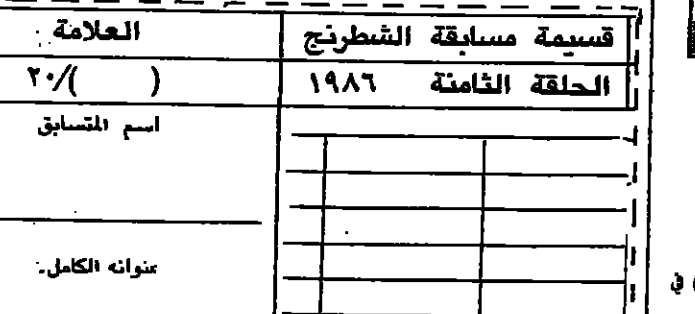 قسيمة مسابقة الشطرنج
العلامة
الحلقة الثامنة ١٩٨٦
( )/٢٠
اسم المتسابق
عنوانه الكامل.